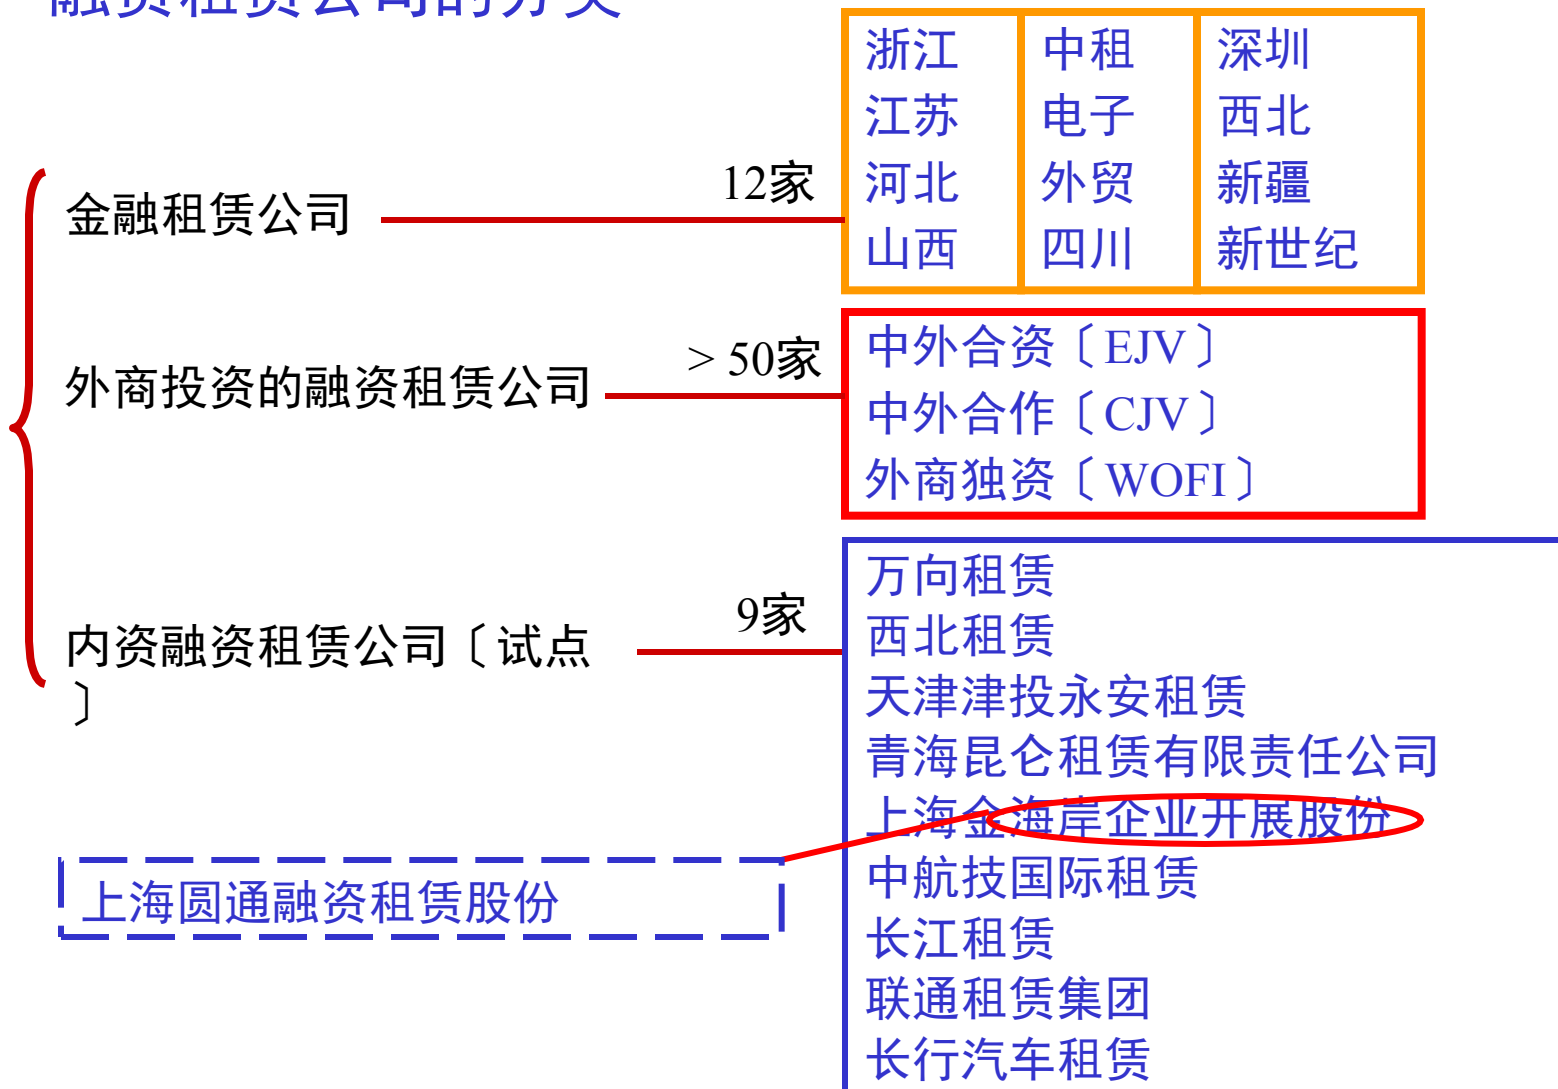 融资租赁公司的分类
浙江 中租 深圳
江苏 电子 西北
河北 外贸 新疆
山西 四川 新世纪
金融租赁公司
12家
外商投资的融资租赁公司
> 50家
中外合资〔EJV〕
中外合作〔CJV〕
外商独资〔WOFI〕
内资融资租赁公司〔试点
〕
9家
万向租赁
西北租赁
天津津投永安租赁
青海昆仑租赁有限责任公司
上海金海岸企业开展股份
中航技国际租赁
长江租赁
联通租赁集团
长行汽车租赁
上海圆通融资租赁股份